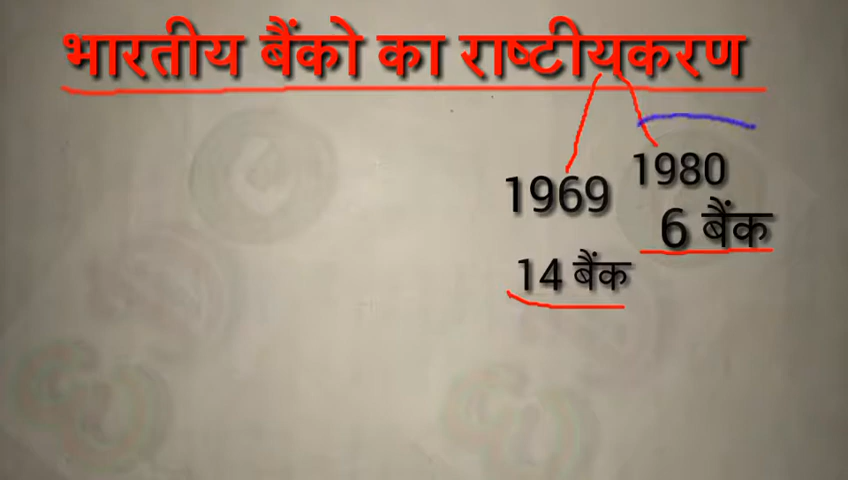 भारतीय बैंको का राष्टीयकरण
1969
14 बैंक
1980
6 बैंक